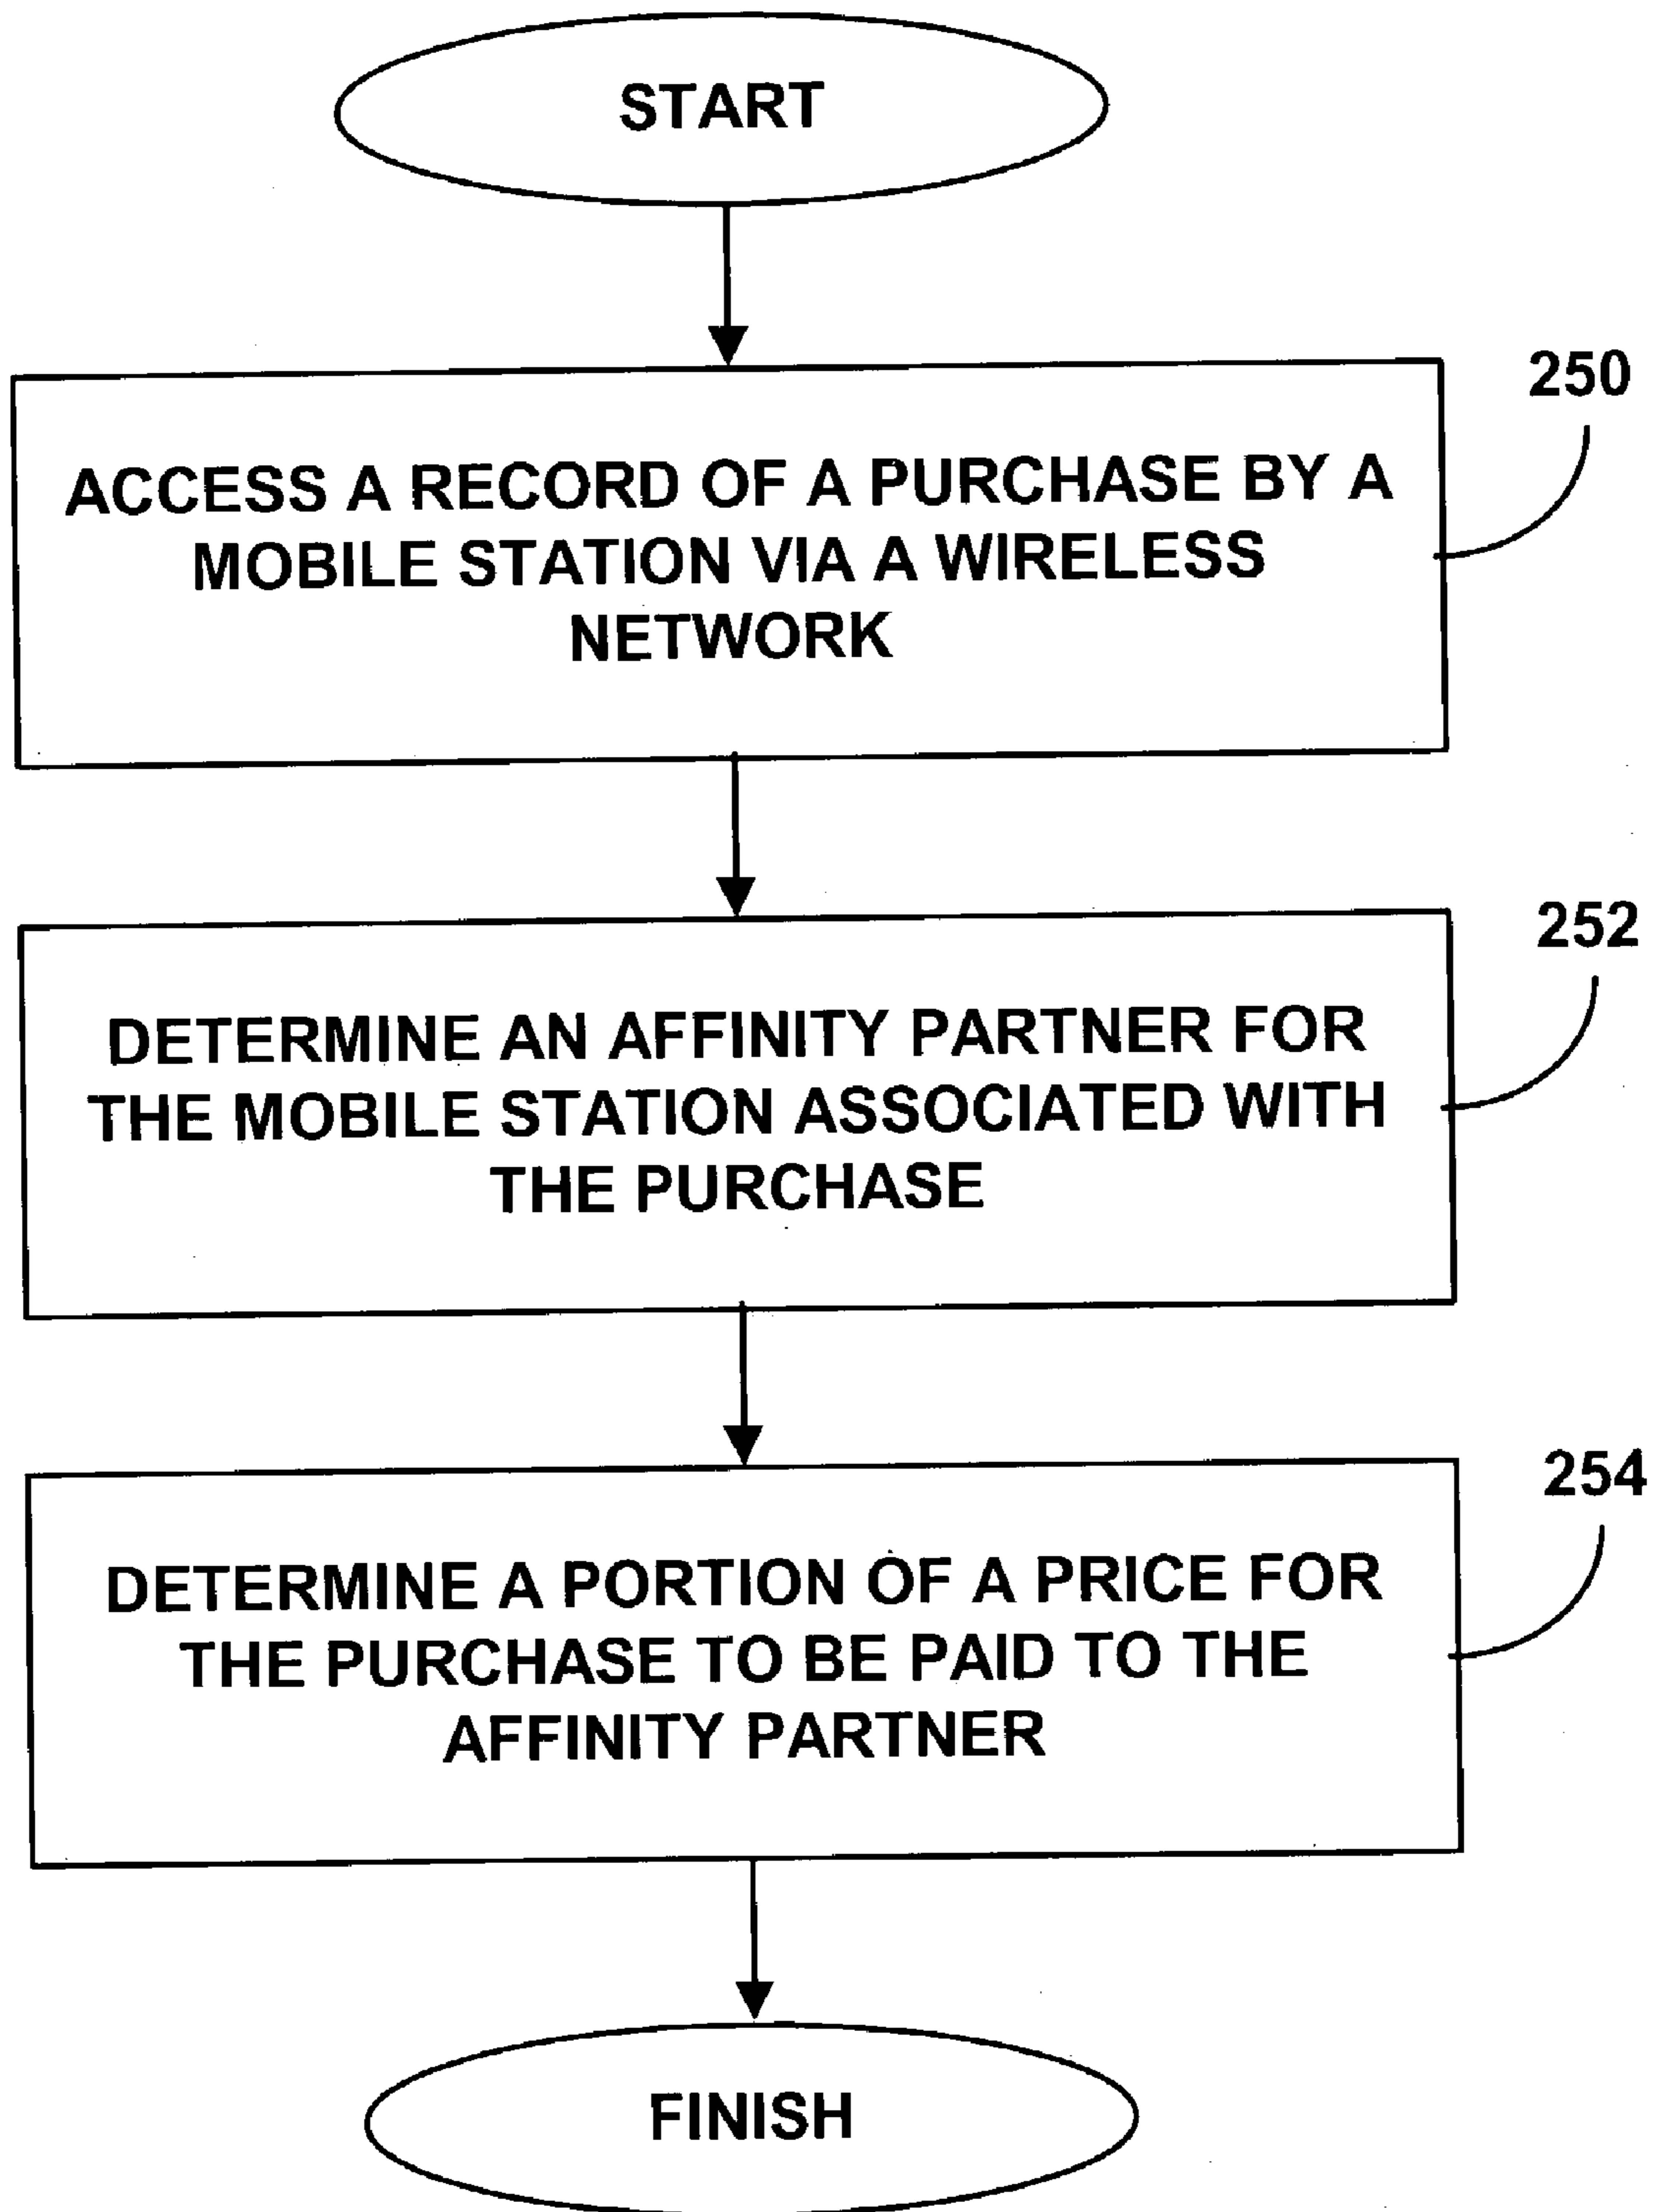 START
250
ACCESS A RECORD OF A PURCHASE BY A
MOBILE STATION VIA A WIRELESS
NETWORK
252
DETERMINE AN AFFINITY PARTNER FOR
THE MOBILE STATION ASSOCIATED WITH
THE PURCHASE
254
DETERMINE A PORTION OF A PRICE FOR
THE PURCHASE TO BE PAID TO THE
AFFINITY PARTNER
FINISH